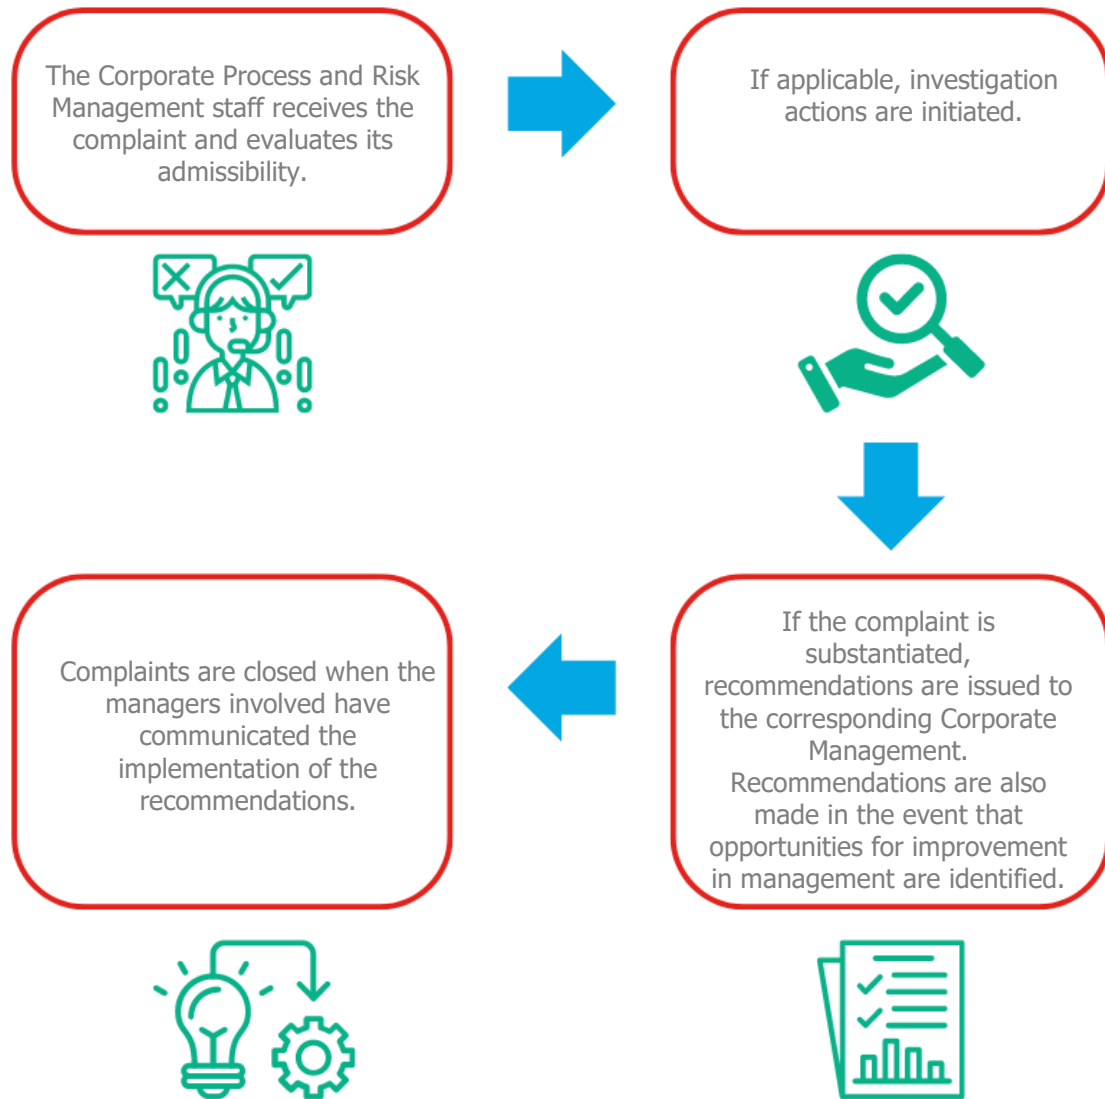 The Corporate Process and Risk
Management staff receives the
complaint and evaluates its
admissibility.
If applicable, investigation
actions are initiated.
If the complaint is
substantiated,
recommendations are issued to
the corresponding Corporate
Management.
Recommendations are also
made in the event that
opportunities for improvement
in management are identified.
Complaints are closed when the
managers involved have
communicated the
implementation of the
recommendations.